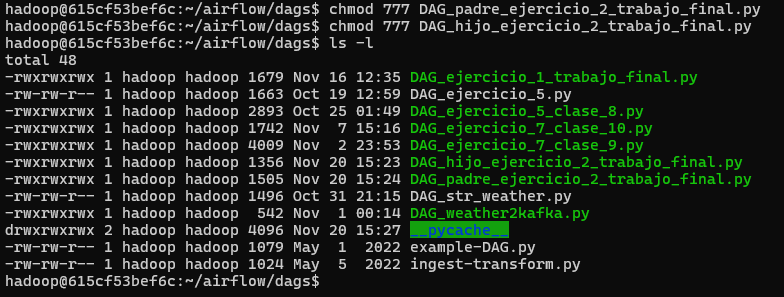 hadoop@615cf53bef6c:~/airflow/dags$ chmod 777 DAG_padre_ejercicio_2_trabajo_final.py
hadoop@615cf53bef6c:~/airflow/dags$ chmod 777 DAG_hijo_ejercicio_2_trabajo_final.py
hadoop@615cf53bef6c:~/airflow/dags$ ls -l
total 48
-rwxrwxrwx 1 hadoop hadoop 1679 Nov 16 12:35 DAG_ejercicio_1_trabajo_final.py
-rw-rw-r-- 1 hadoop hadoop 1663 Oct 19 12:59 DAG_ejercicio_5.py
-rwxrwxrwx 1 hadoop hadoop 2893 Oct 25 01:49 DAG_ejercicio_5_clase_8.py
-rwxrwxrwx 1 hadoop hadoop 1742 Nov  7 15:16 DAG_ejercicio_7_clase_10.py
-rwxrwxrwx 1 hadoop hadoop 4009 Nov  2 23:53 DAG_ejercicio_7_clase_9.py
-rwxrwxrwx 1 hadoop hadoop 1356 Nov 20 15:23 DAG_hijo_ejercicio_2_trabajo_final.py
-rwxrwxrwx 1 hadoop hadoop 1505 Nov 20 15:24 DAG_padre_ejercicio_2_trabajo_final.py
-rw-rw-r-- 1 hadoop hadoop 1496 Oct 31 21:15 DAG_str_weather.py
-rwxrwxrwx 1 hadoop hadoop  542 Nov  1 00:14 DAG_weather2kafka.py
drwxrwxrwx 2 hadoop hadoop 4096 Nov 20 15:27 __pycache__
-rw-rw-r-- 1 hadoop hadoop 1079 May  1  2022 example-DAG.py
-rw-rw-r-- 1 hadoop hadoop 1024 May  5  2022 ingest-transform.py
hadoop@615cf53bef6c:~/airflow/dags$